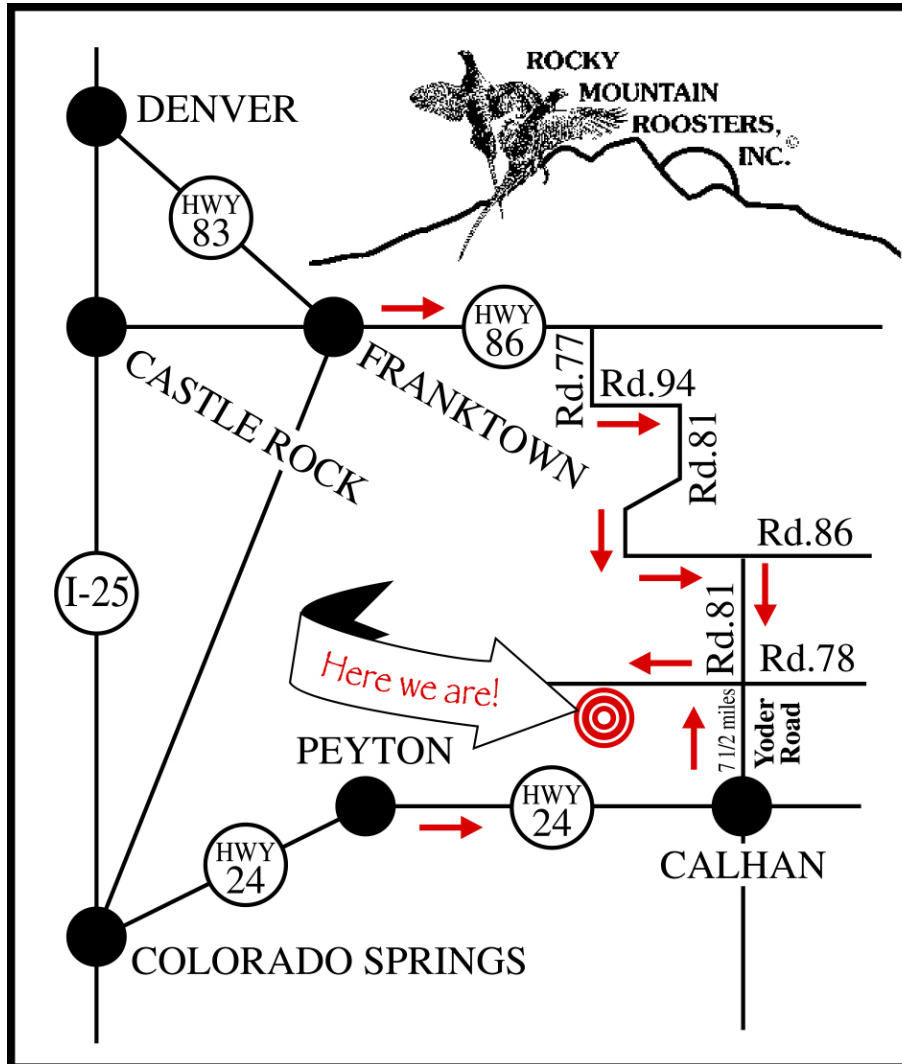 ROCKY
MOUNTAIN
ROOSTERS,
INC.©
DENVER
HWY
83
HWY
86
CASTLE ROCK
FRANKTOWN
Rd.77
Rd.94
Rd.81
Rd.86
I-25
Rd.81
Here we are!
Rd.78
7 1/2 miles
Yoder
Road
PEYTON
HWY
24
HWY
24
CALHAN
COLORADO SPRINGS